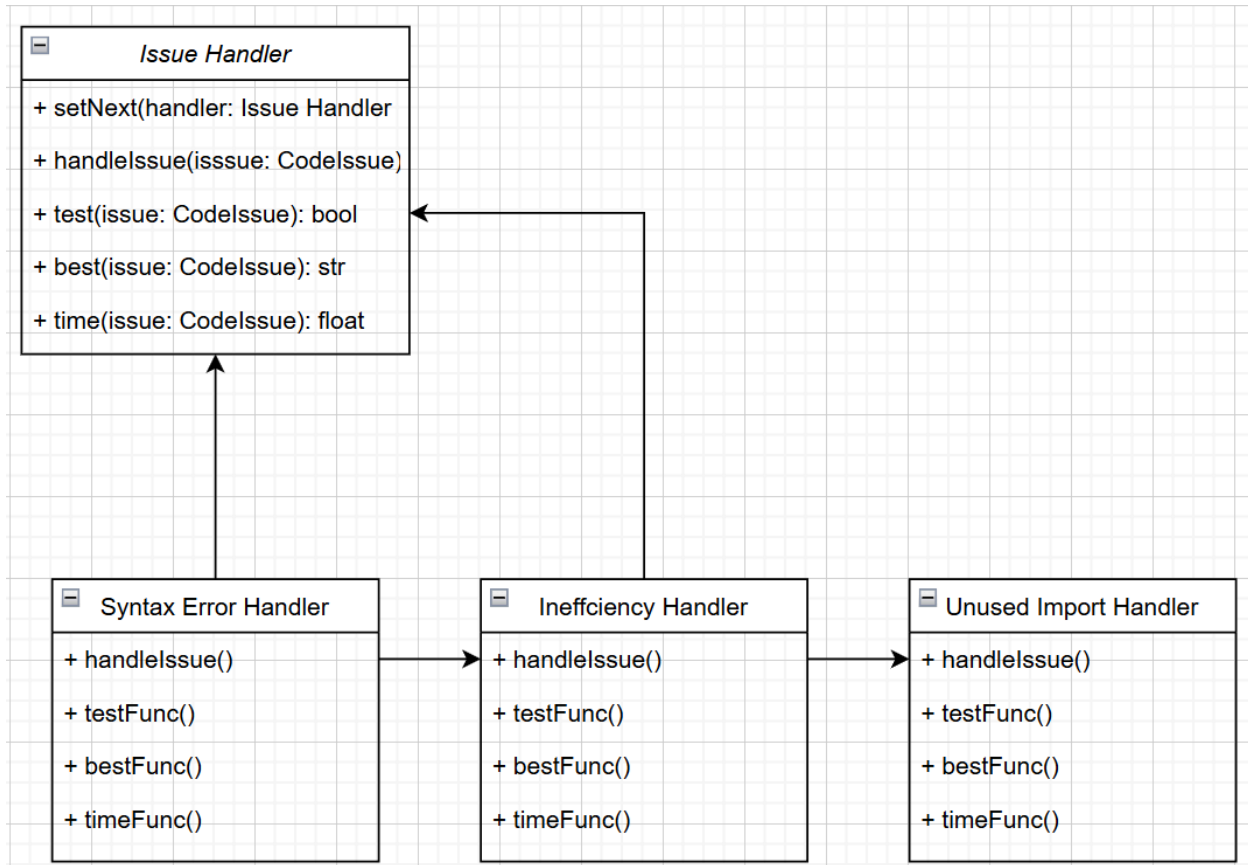 Issue Handler
+ setNext(handler: Issue Handler
+ handleIssue(isssue: CodeIssue)
+ test(issue: CodeIssue): bool
+ best(issue: CodeIssue): str
+ time(issue: CodeIssue): float
Syntax Error Handler
+ handleIssue()
+ testFunc()
+ bestFunc()
+ timeFunc()
Ineffciency Handler
+ handleIssue()
+ testFunc()
+ bestFunc()
+ timeFunc()
Unused Import Handler
+ handleIssue()
+ testFunc()
+ bestFunc()
+ timeFunc()